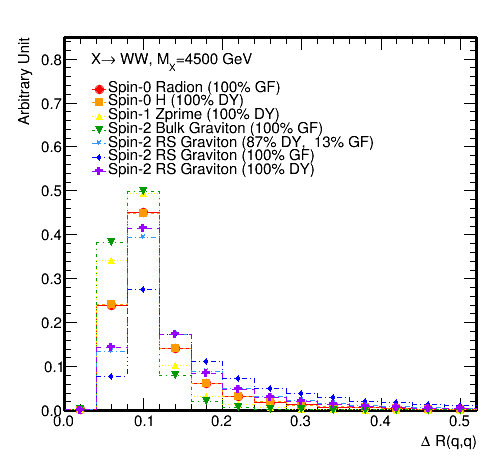 X→ WW, M_X=4500 GeV
Spin-0 Radion (100% GF)
Spin-0 H (100% DY)
Spin-1 Zprime (100% DY)
Spin-2 Bulk Graviton (100% GF)
Spin-2 RS Graviton (87% DY, 13% GF)
Spin-2 RS Graviton (100% GF)
Spin-2 RS Graviton (100% DY)
Arbitrary Unit
0.8
0.7
0.6
0.5
0.4
0.3
0.2
0.1
0.0
0.0 0.1 0.2 0.3 0.4 0.5
Δ R(q,q)